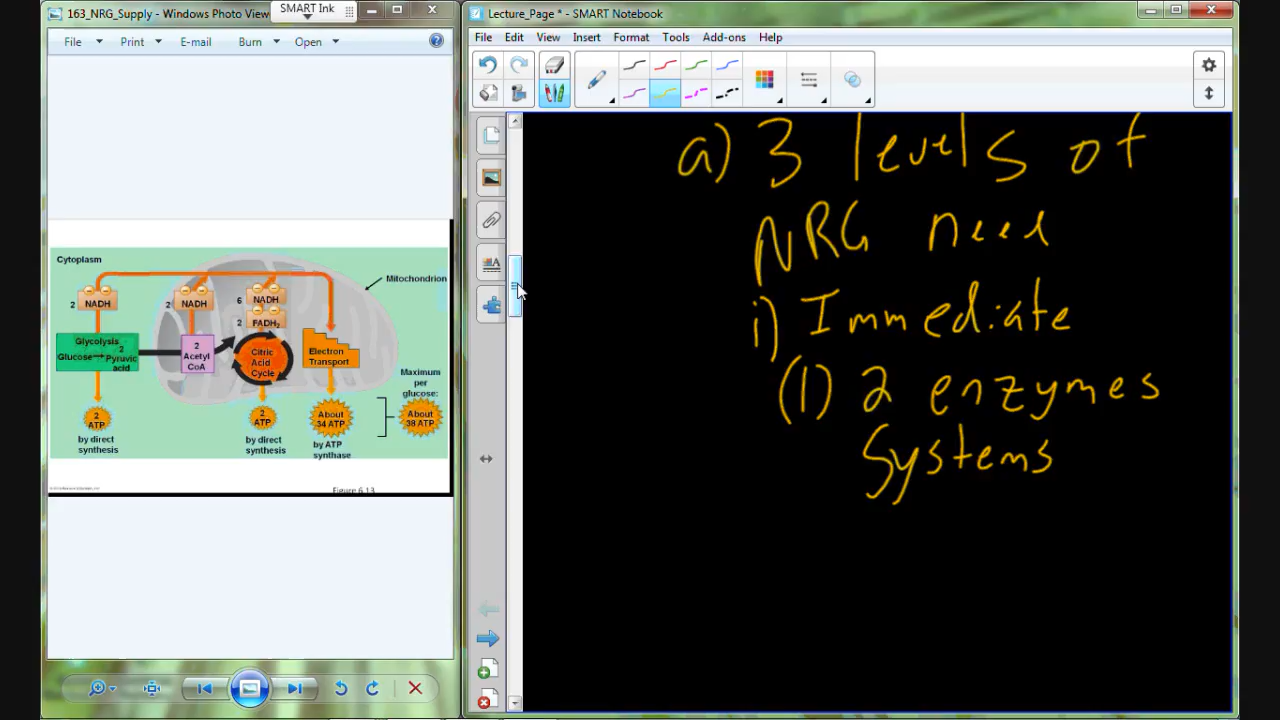 163_NRG_Supply - Windows Photo View
SMART Ink
File Print E-mail Burn Open
Cytoplasm
Mitochondrion
2 NADH
2 NADH
6 NADH
2 FADH₂
Glycolysis
Glucose → 2 Pyruvic acid
2 Acetyl CoA
Citric Acid Cycle
Electron Transport
Maximum per glucose:
2 ATP
by direct synthesis
2 ATP
by direct synthesis
About 34 ATP
by ATP synthase
About 38 ATP
Figure 6.13
Lecture_Page * - SMART Notebook
File Edit View Insert Format Tools Add-ons Help
a) 3 levels of
NRG need
i) Immediate
(1) 2 enzymes
Systems